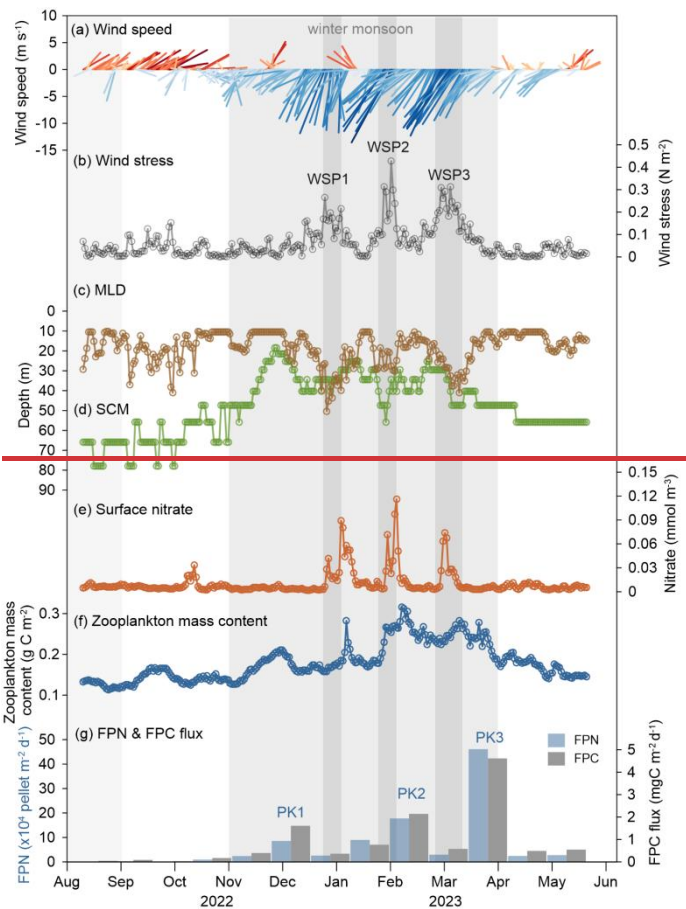 (a) Wind speed
winter monsoon
Wind speed (m s⁻¹)
10
5
0
-5
-10
-15
(b) Wind stress
WSP1
WSP2
WSP3
0.5
0.4
0.3
0.2
0.1
0
Wind stress (N m⁻²)
(c) MLD
0
10
20
30
40
50
60
70
80
90
Depth (m)
(d) SCM
(e) Surface nitrate
0.15
0.12
0.09
0.06
0.03
0
Nitrate (mmol m⁻³)
(f) Zooplankton mass content
0.3
0.2
0.1
Zooplankton mass
content (g C m⁻²)
(g) FPN & FPC flux
PK1
PK2
PK3
FPN
FPC
50
40
30
20
10
0
FPN (x10⁴ pellet m⁻² d⁻¹)
5
4
3
2
1
0
FPC flux (mgC m⁻² d⁻¹)
Aug Sep Oct Nov Dec Jan Feb Mar Apr May Jun
2022 2023